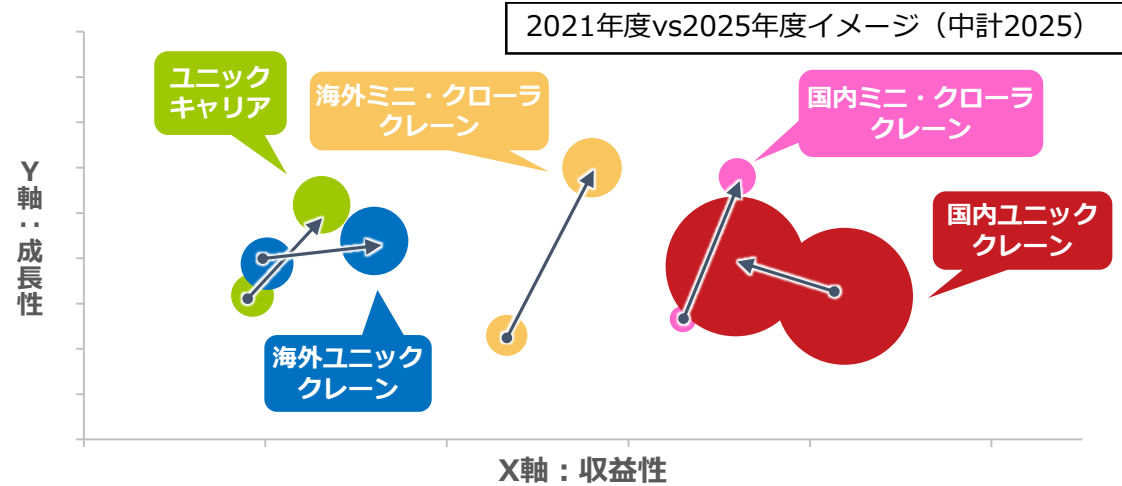 2021年度vs2025年度イメージ（中計2025）
ユニック
キャリア
海外ミニ・クローラ
クレーン
国内ミニ・クローラ
クレーン
国内ユニック
クレーン
海外ユニック
クレーン
Y軸：成長性
X軸：収益性